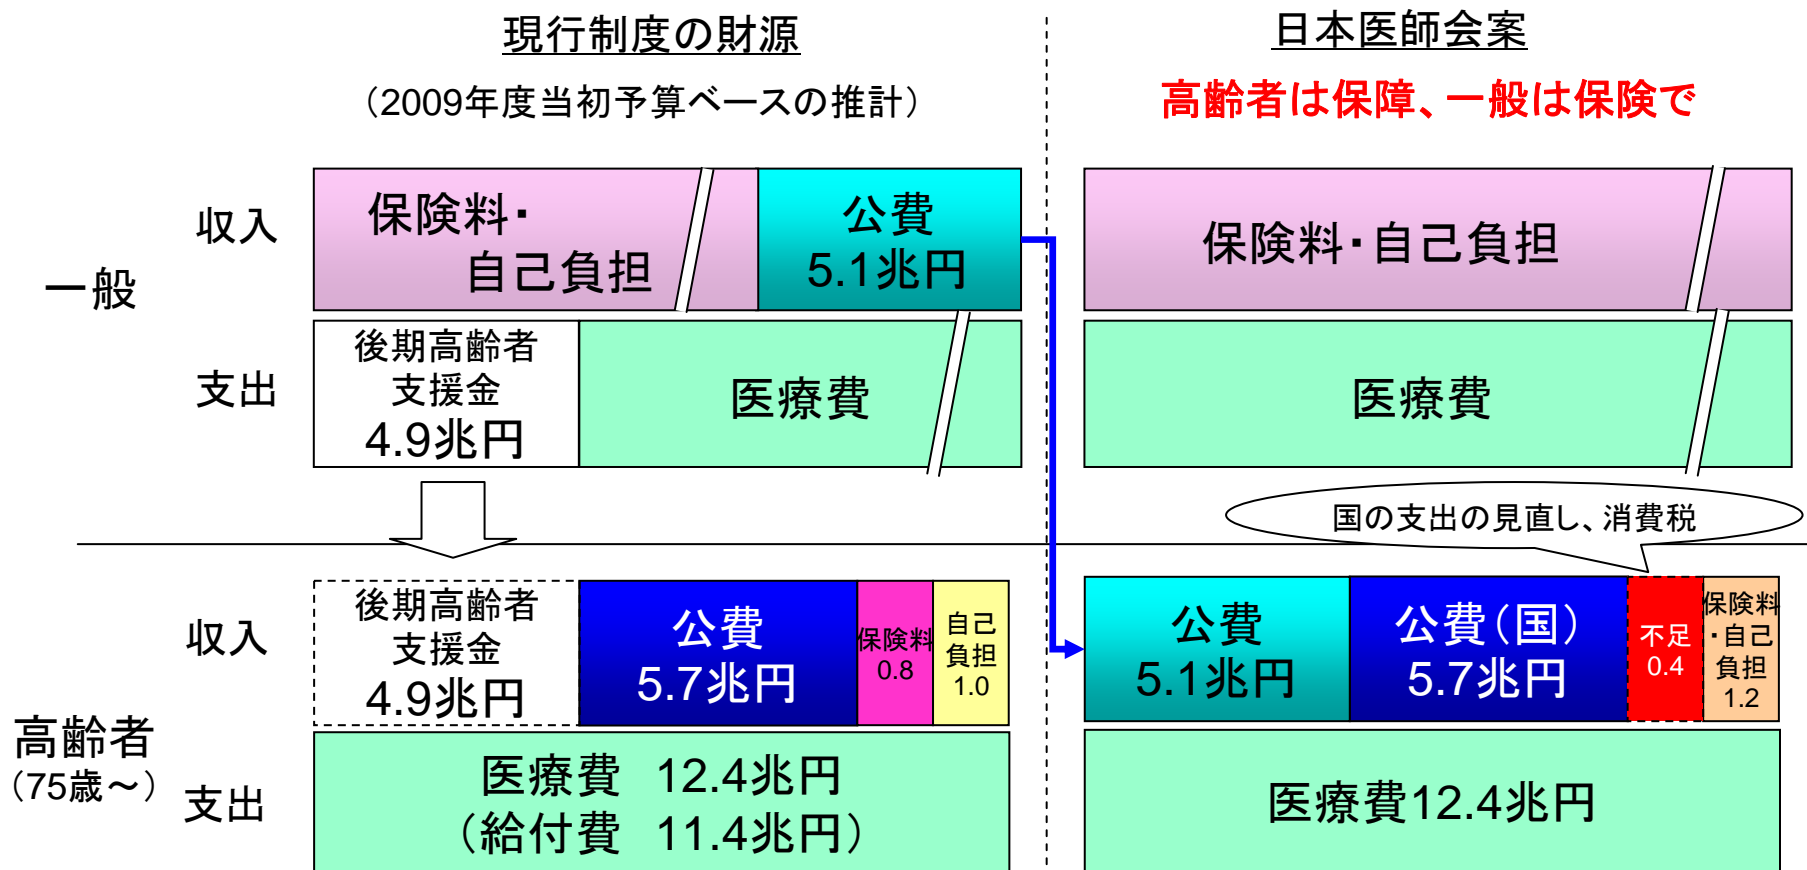 現行制度の財源
（2009年度当初予算ベースの推計）
日本医師会案
高齢者は保障、一般は保険で
一般
収入
保険料・
自己負担
公費
5.1兆円
保険料・自己負担
支出
後期高齢者
支援金
4.9兆円
医療費
医療費
国の支出の見直し、消費税
高齢者
（75歳～）
収入
後期高齢者
支援金
4.9兆円
公費
5.7兆円
保険料
0.8
自己
負担
1.0
公費
5.1兆円
公費（国）
5.7兆円
不足
0.4
保険料
・自己
負担
1.2
支出
医療費　12.4兆円
（給付費　11.4兆円）
医療費12.4兆円